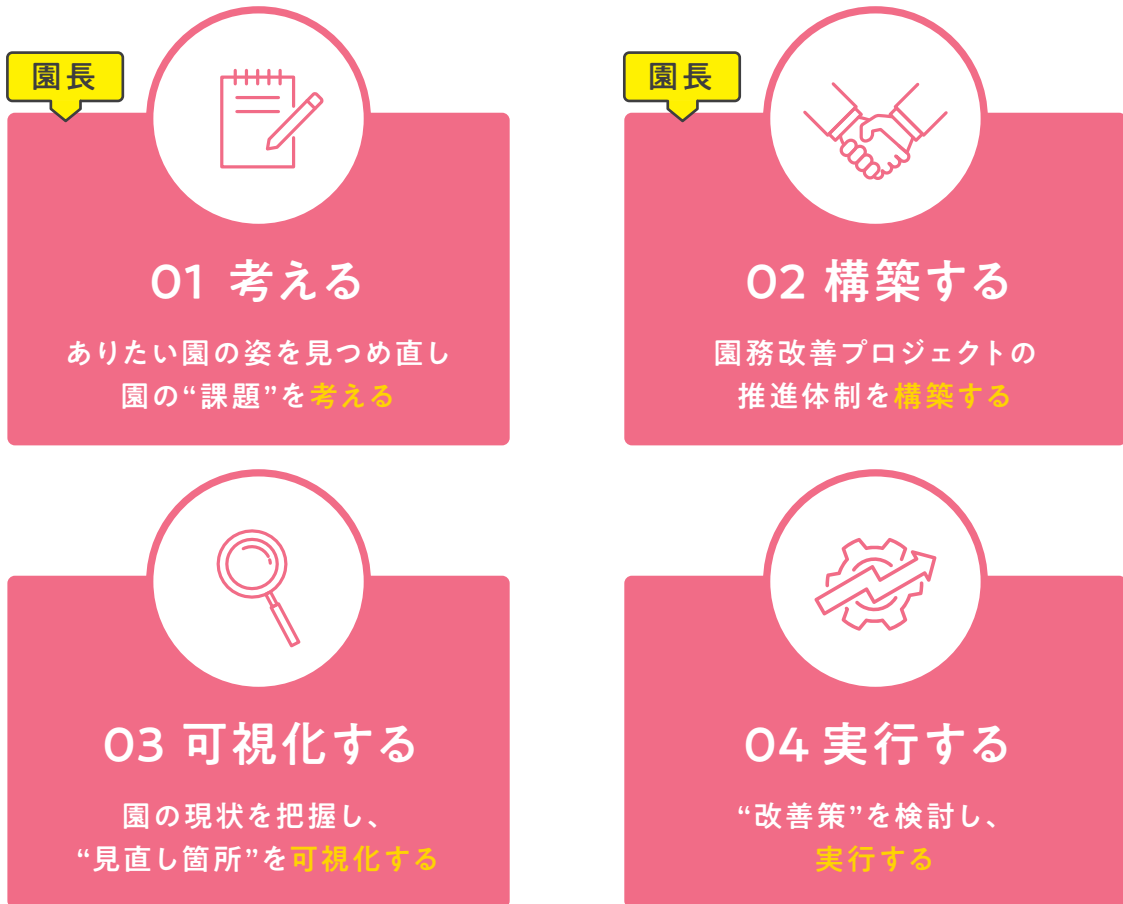 園長
01 考える
ありたい園の姿を見つめ直し
園の“課題”を考える
園長
02 構築する
園務改善プロジェクトの
推進体制を構築する
03 可視化する
園の現状を把握し、
“見直し箇所”を可視化する
04 実行する
“改善策”を検討し、
実行する